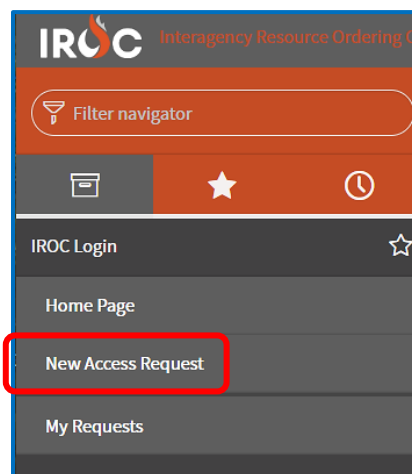 IROC Interagency Resource Ordering
Filter navigator
IROC Login
Home Page
New Access Request
My Requests